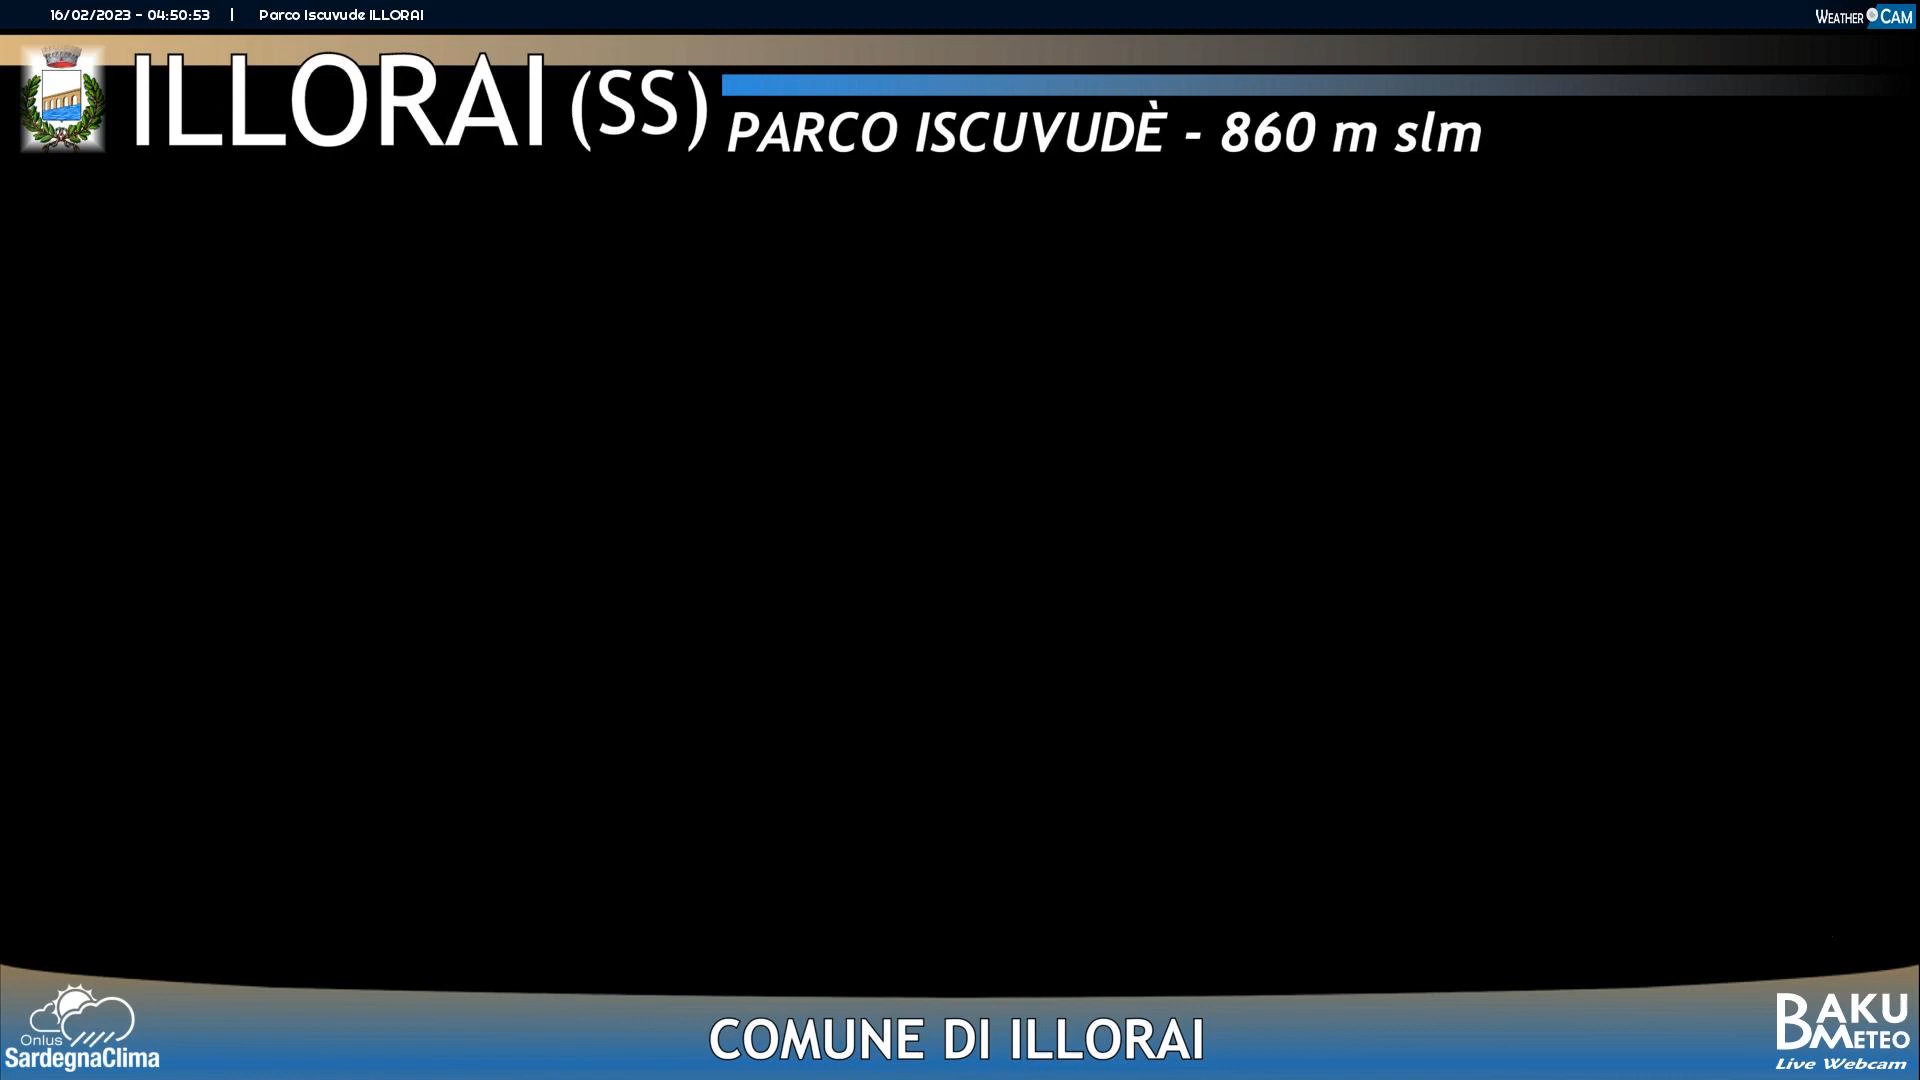 16/02/2023 - 04:50:53 | Parco Iscuvude ILLORAI
WEATHER CAM
ILLORAI (SS)
PARCO ISCUVUDÈ - 860 m slm
Onlus
SardegnaClima
COMUNE DI ILLORAI
BAKU
METEO
Live Webcam